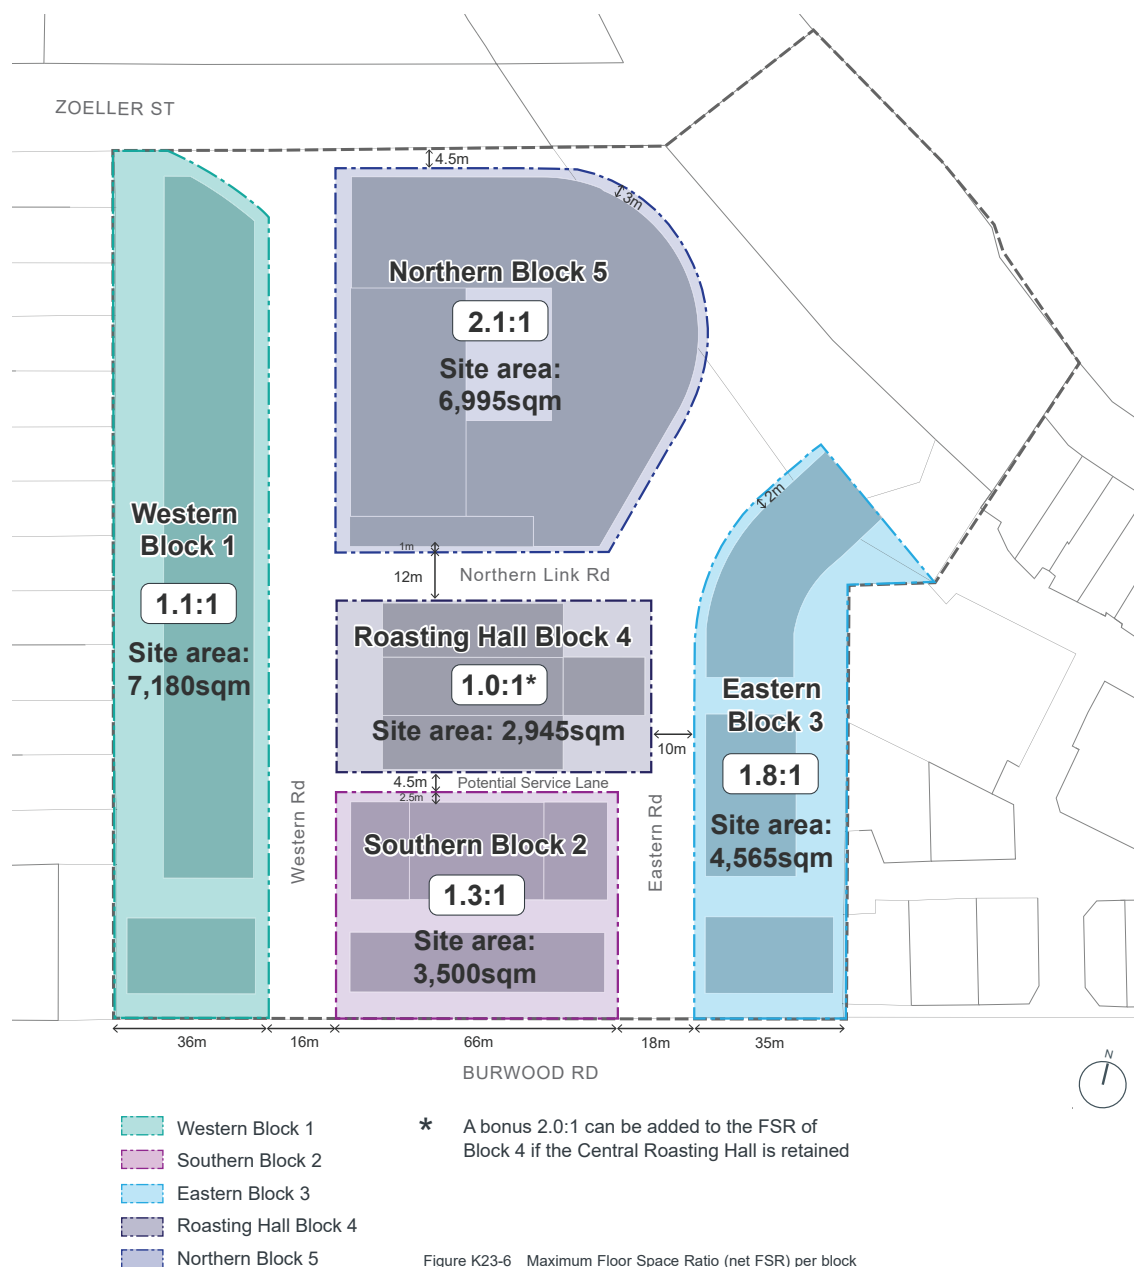 ZOELLER ST
4.5m
3m
Northern Block 5
2.1:1
Site area:
6,995sqm
2m
Western
Block 1
1.1:1
Site area:
7,180sqm
1m
12m
Northern Link Rd
Roasting Hall Block 4
1.0:1*
Site area: 2,945sqm
10m
Eastern
Block 3
1.8:1
Site area:
4,565sqm
4.5m
Potential Service Lane
2.5m
Western Rd
Eastern Rd
Southern Block 2
1.3:1
Site area:
3,500sqm
36m
16m
66m
18m
35m
BURWOOD RD
N
Western Block 1
Southern Block 2
Eastern Block 3
Roasting Hall Block 4
Northern Block 5
* A bonus 2.0:1 can be added to the FSR of
Block 4 if the Central Roasting Hall is retained
Figure K23-6 Maximum Floor Space Ratio (net FSR) per block